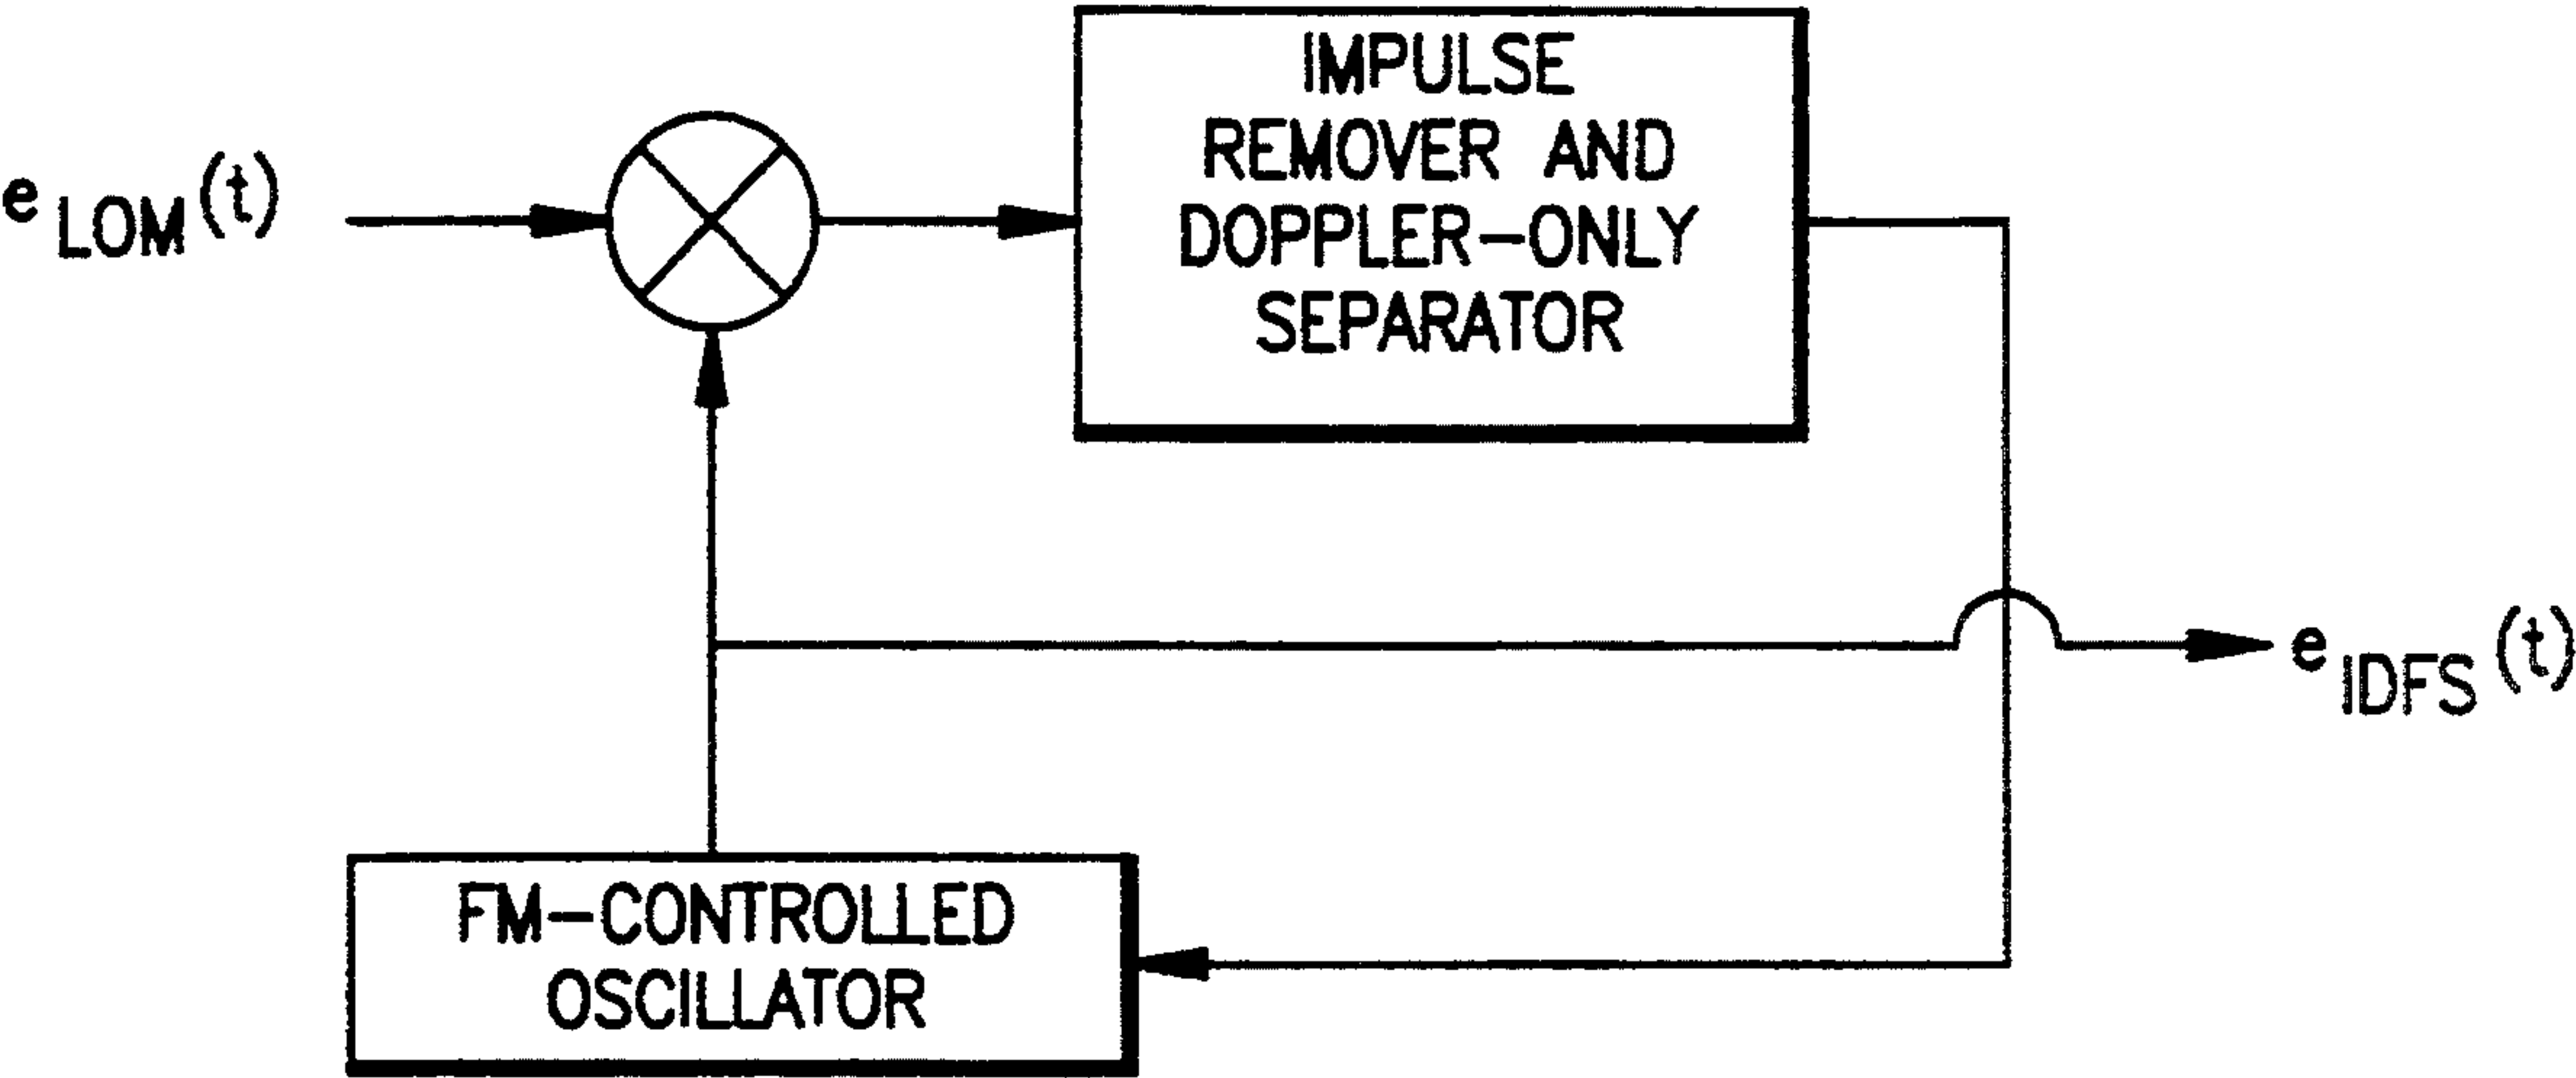 e LOM (t)
IMPULSE
REMOVER AND
DOPPLER-ONLY
SEPARATOR
e IDFS (t)
FM-CONTROLLED
OSCILLATOR